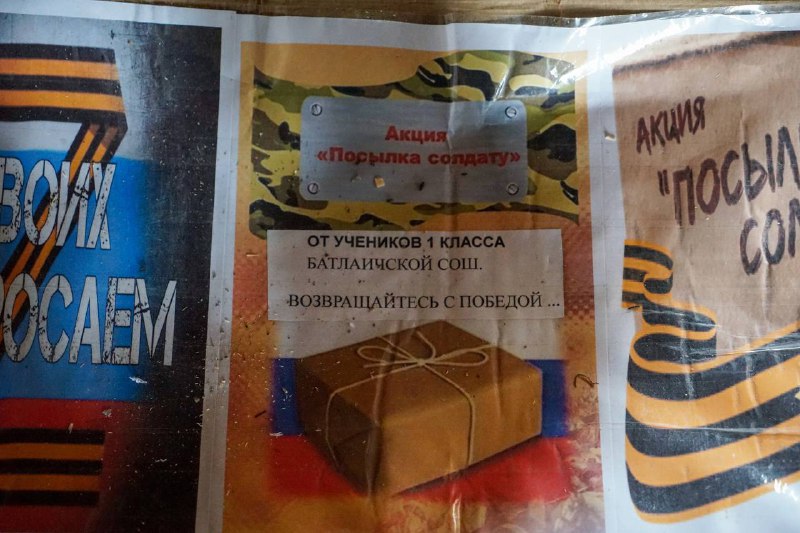 ВОИХ
ОСАЕМ
Акция
«Посылка солдату»
ОТ УЧЕНИКОВ 1 КЛАССА
БАТЛАИЧСКОЙ СОШ.
ВОЗВРАЩАЙТЕСЬ С ПОБЕДОЙ ...
АКЦИЯ
"ПОСЫЛ
СОЛ